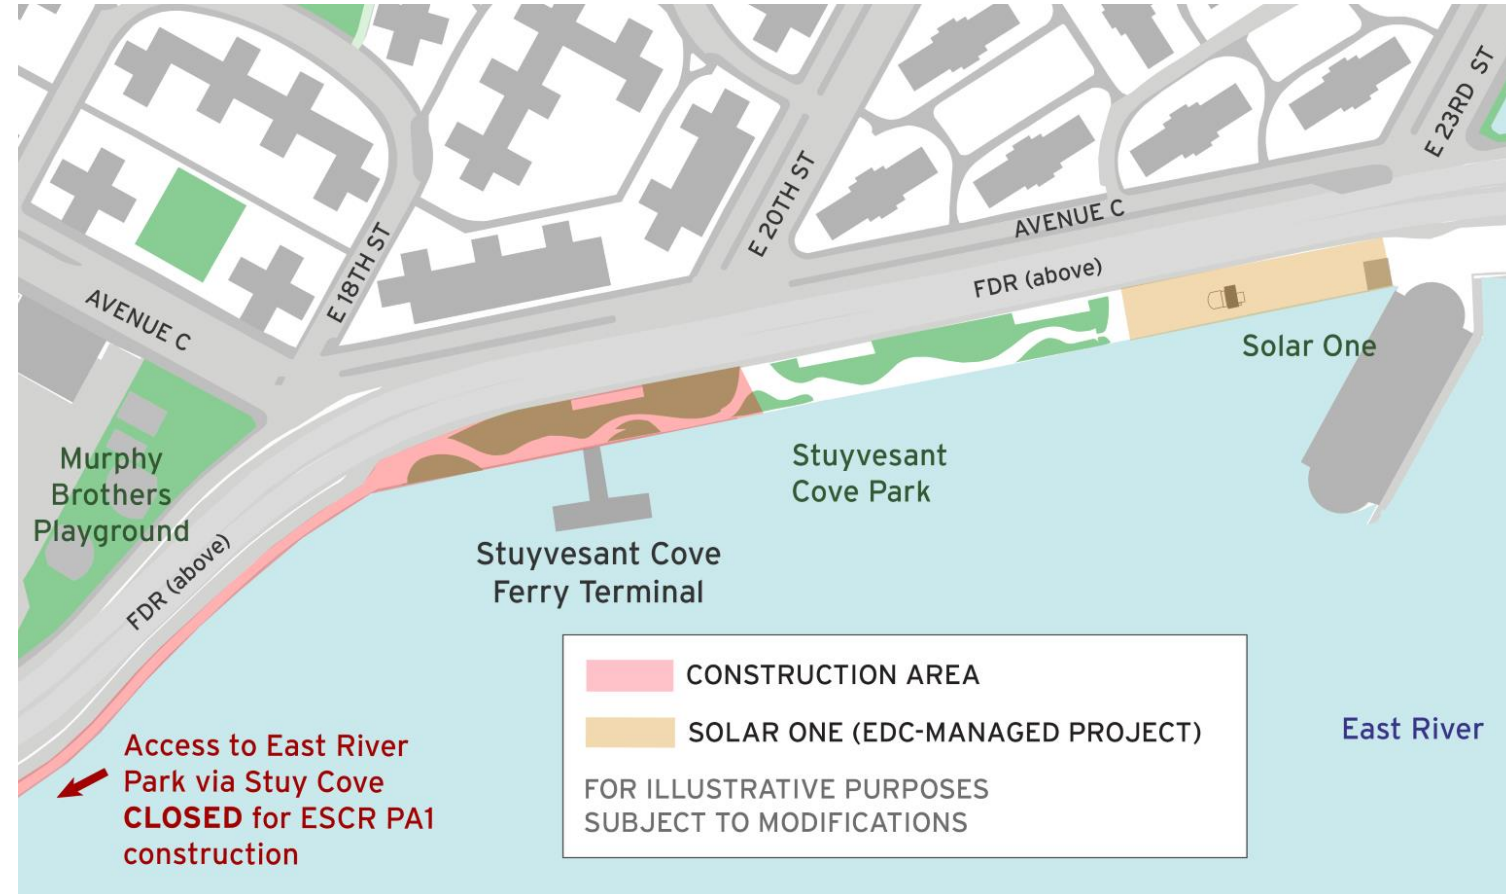 E 23RD ST
E 20TH ST
AVENUE C
E 18TH ST
FDR (above)
AVENUE C
Solar One
Murphy
Brothers
Playground
Stuyvesant
Cove Park
FDR (above)
Stuyvesant Cove
Ferry Terminal
CONSTRUCTION AREA
SOLAR ONE (EDC-MANAGED PROJECT)
FOR ILLUSTRATIVE PURPOSES
SUBJECT TO MODIFICATIONS
East River
Access to East River
Park via Stuy Cove
CLOSED for ESCR PA1
construction